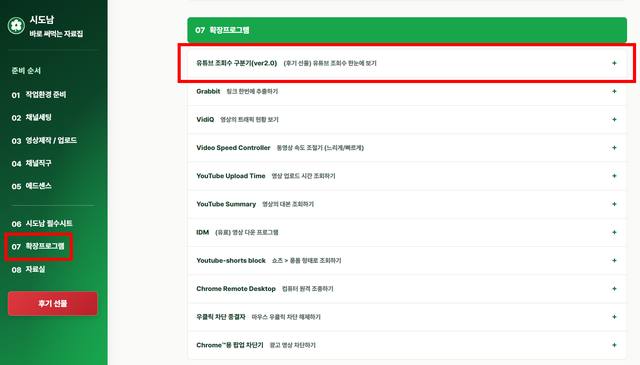 시도남
바로 써먹는 자료집
준비 순서
01 작업환경 준비
02 채널세팅
03 영상제작 / 업로드
04 채널직구
05 에드센스
06 시도남 필수시트
07 확장프로그램
08 자료실
후기 선물
07 확장프로그램
유튜브 조회수 구분기(ver2.0) (후기 선물) 유튜브 조회수 한눈에 보기 +
Grabbit 링크 한번에 추출하기 +
VidiQ 영상의 트래픽 현황 보기 +
Video Speed Controller 동영상 속도 조절기 (느리게/빠르게) +
YouTube Upload Time 영상 업로드 시간 조회하기 +
YouTube Summary 영상의 대본 조회하기 +
IDM (유료) 영상 다운 프로그램 +
Youtube-shorts block 쇼츠 > 롱폼 형태로 조회하기 +
Chrome Remote Desktop 컴퓨터 원격 조종하기 +
우클릭 차단 종결자 마우스 우클릭 차단 해제하기 +
Chrome™용 팝업 차단기 광고 영상 차단하기 +